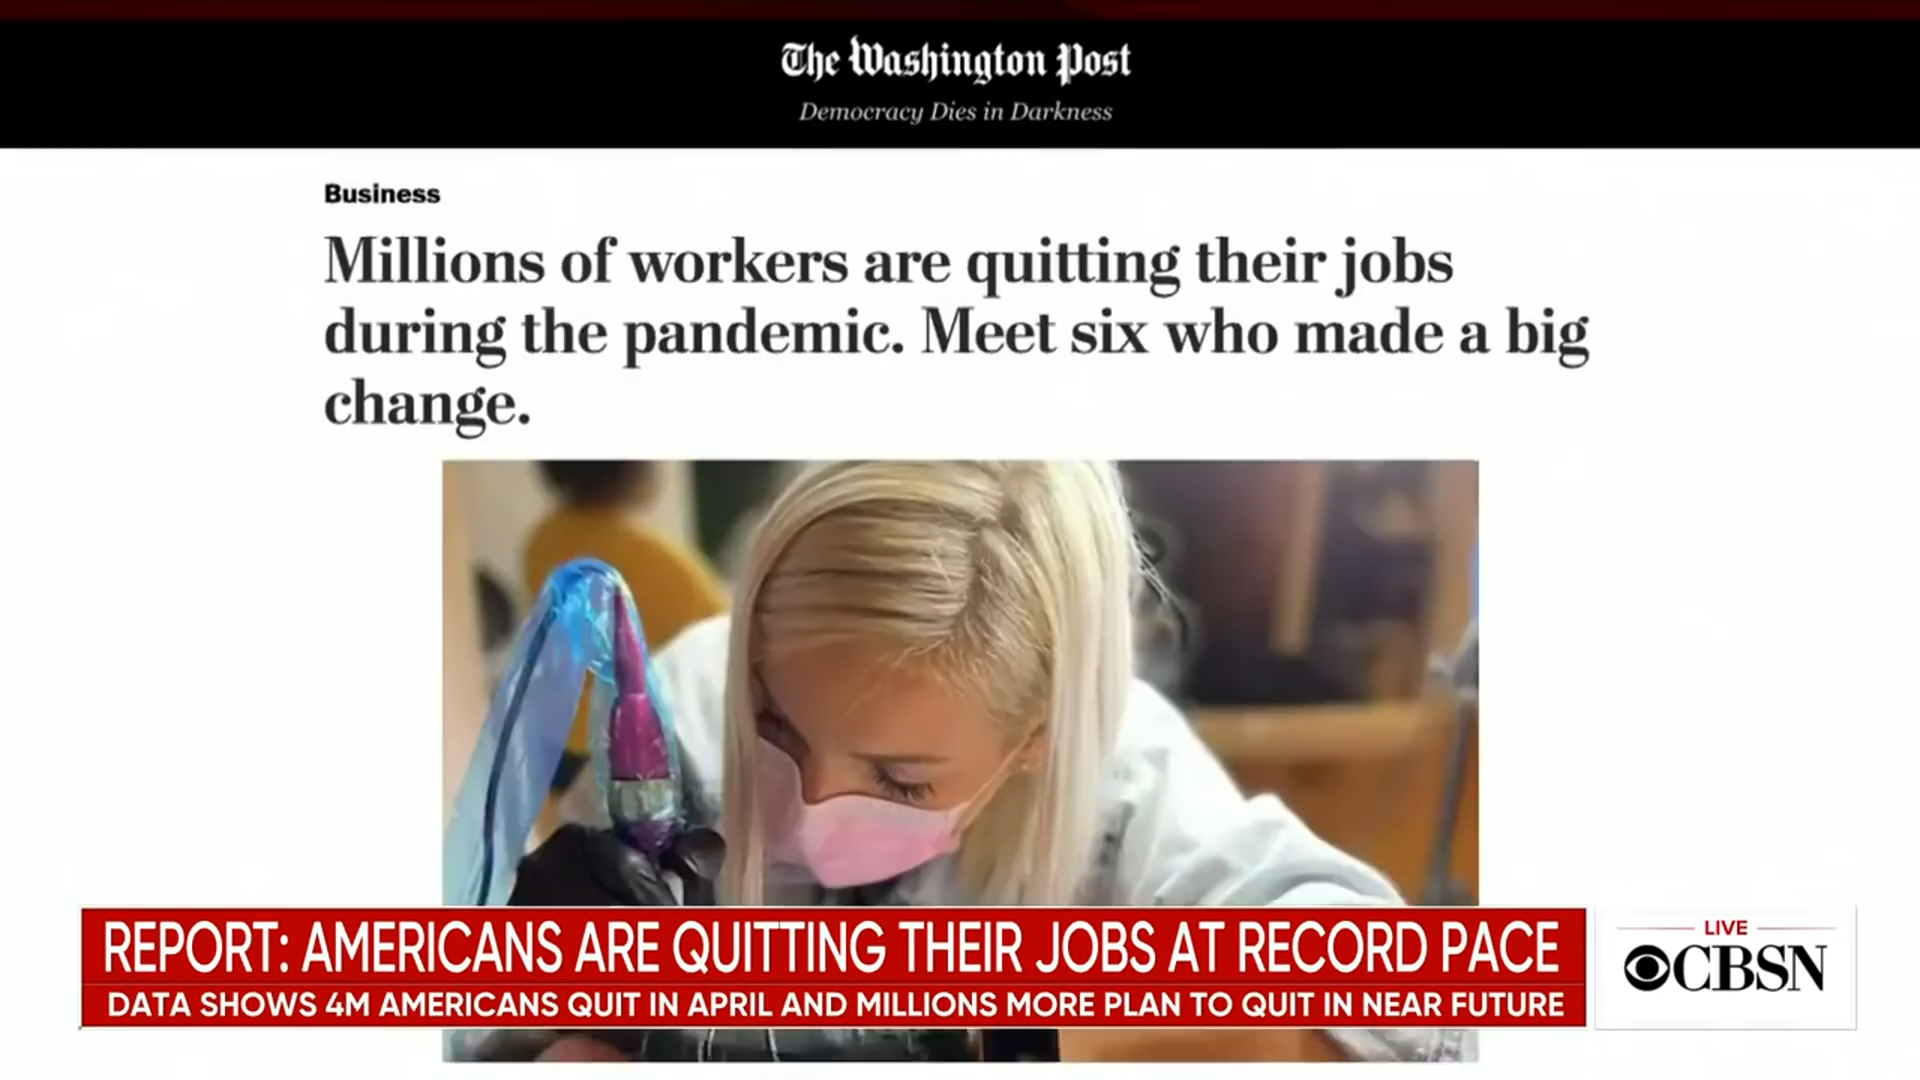 The Washington Post
Democracy Dies in Darkness
Business
Millions of workers are quitting their jobs
during the pandemic. Meet six who made a big
change.
REPORT: AMERICANS ARE QUITTING THEIR JOBS AT RECORD PACE
DATA SHOWS 4M AMERICANS QUIT IN APRIL AND MILLIONS MORE PLAN TO QUIT IN NEAR FUTURE
LIVE
CBSN